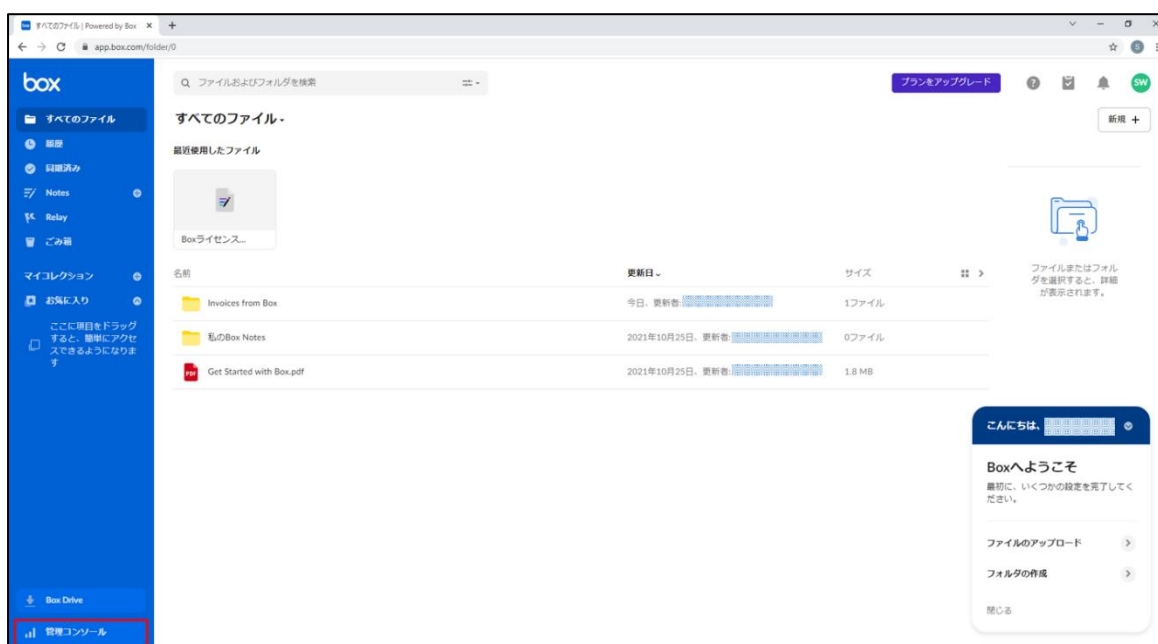 すべてのファイル | Powered by Box
app.box.com/folder/0
box
ファイルおよびフォルダを検索
プランをアップグレード
SW
S
すべてのファイル
履歴
同期済み
Notes
Relay
ごみ箱
マイコレクション
お気に入り
ここに項目をドラッグ
すると、簡単にアクセ
スできるようになりま
す
Box Drive
管理コンソール
すべてのファイル
新規 +
最近使用したファイル
Boxライセンス...
名前 更新日 サイズ
Invoices from Box 今日、更新者: 1ファイル
私のBox Notes 2021年10月25日、更新者: 0ファイル
PDF Get Started with Box.pdf 2021年10月25日、更新者: 1.8 MB
ファイルまたはフォル
ダを選択すると、詳細
が表示されます。
こんにちは、
Boxへようこそ
最初に、いくつかの設定を完了してく
ださい。
ファイルのアップロード
フォルダの作成
閉じる